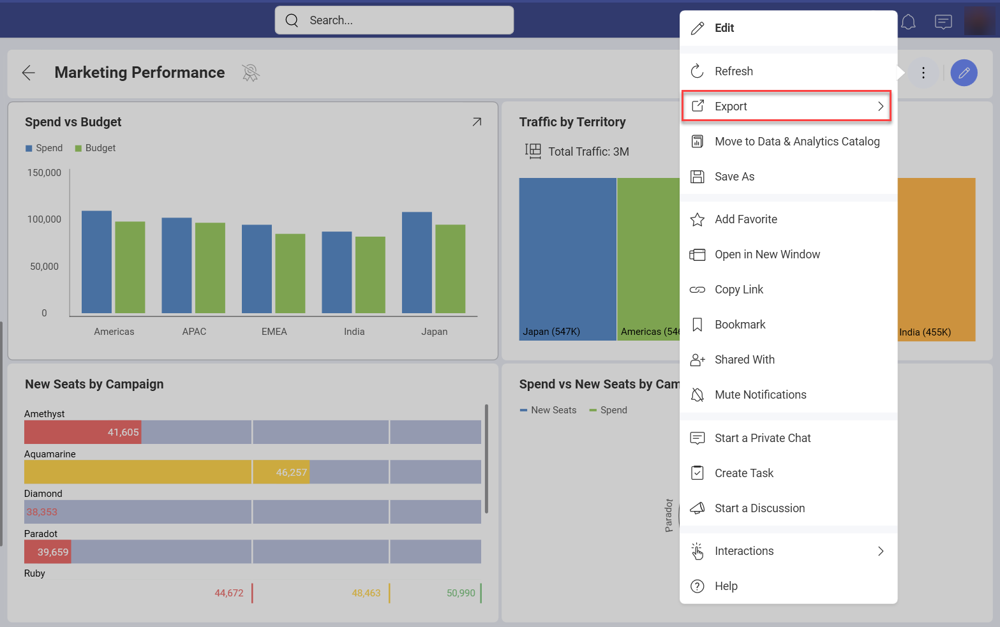 Search...
Marketing Performance
Spend vs Budget
Spend
Budget
150,000
100,000
50,000
0
Americas
APAC
EMEA
India
Japan
Traffic by Territory
Total Traffic: 3M
Japan (547K)
Americas (546
India (455K)
New Seats by Campaign
Amethyst
41,605
Aquamarine
46,257
Diamond
38,353
Paradot
39,659
Ruby
44,672
48,463
50,990
Spend vs New Seats by Cam
New Seats
Spend
Paradot
Edit
Refresh
Export
Move to Data & Analytics Catalog
Save As
Add Favorite
Open in New Window
Copy Link
Bookmark
Shared With
Mute Notifications
Start a Private Chat
Create Task
Start a Discussion
Interactions
Help